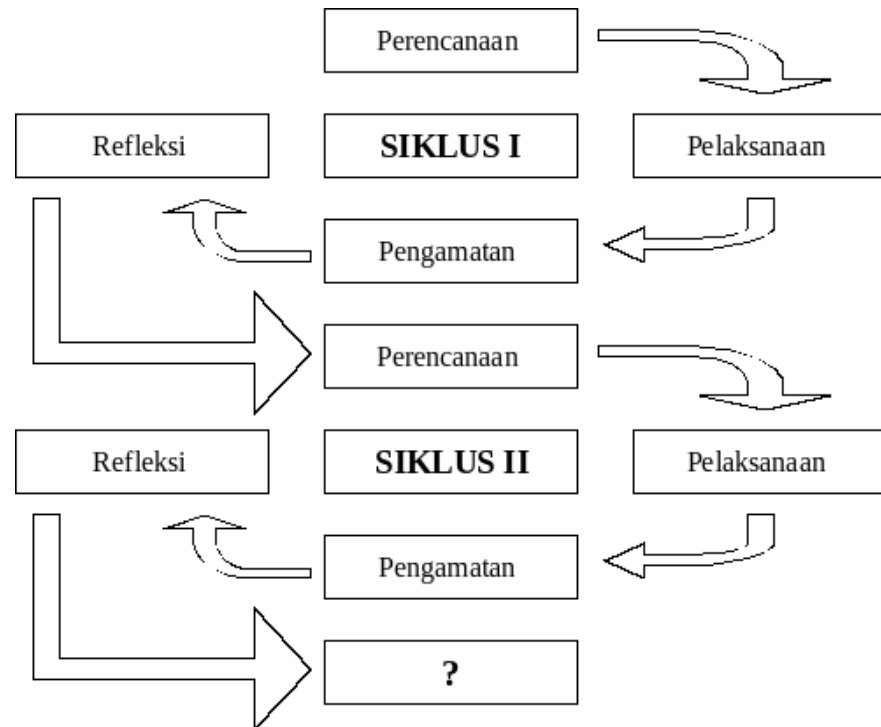 Perencanaan
Refleksi
SIKLUS I
Pelaksanaan
Pengamatan
Perencanaan
Refleksi
SIKLUS II
Pelaksanaan
Pengamatan
?